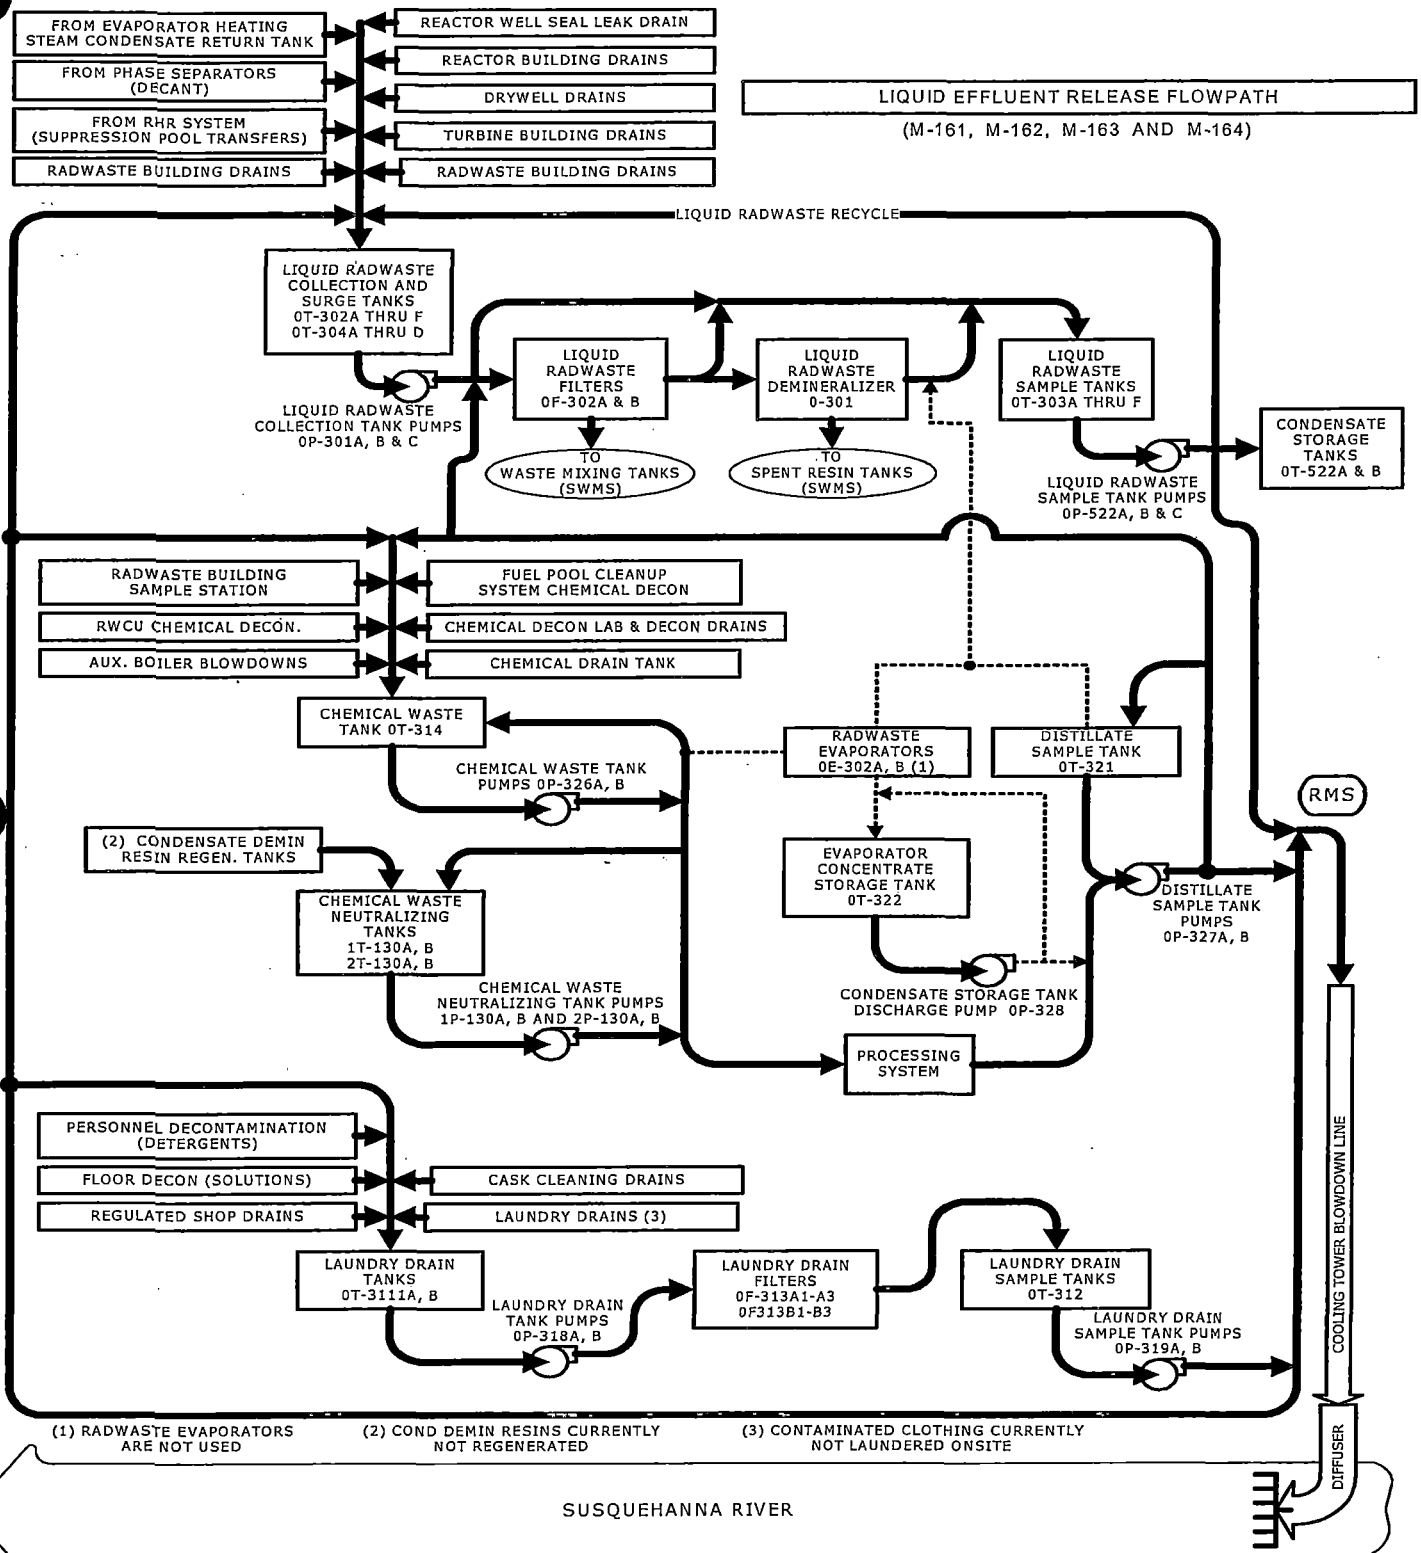 FROM EVAPORATOR HEATING
STEAM CONDENSATE RETURN TANK
REACTOR WELL SEAL LEAK DRAIN
REACTOR BUILDING DRAINS
FROM PHASE SEPARATORS
(DECANT)
DRYWELL DRAINS
LIQUID EFFLUENT RELEASE FLOWPATH
(M-161, M-162, M-163 AND M-164)
FROM RHR SYSTEM
(SUPPRESSION POOL TRANSFERS)
TURBINE BUILDING DRAINS
RADWASTE BUILDING DRAINS
RADWASTE BUILDING DRAINS
LIQUID RADWASTE RECYCLE
LIQUID RADWASTE
COLLECTION AND
SURGE TANKS
0T-302A THRU F
0T-304A THRU D
LIQUID RADWASTE
COLLECTION TANK PUMPS
0P-301A, B & C
LIQUID
RADWASTE
FILTERS
0F-302A & B
LIQUID
RADWASTE
DEMINERALIZER
0-301
LIQUID
RADWASTE
SAMPLE TANKS
0T-303A THRU F
TO
WASTE MIXING TANKS
(SWMS)
TO
SPENT RESIN TANKS
(SWMS)
LIQUID RADWASTE
SAMPLE TANK PUMPS
0P-522A, B & C
CONDENSATE
STORAGE
TANKS
0T-522A & B
RADWASTE BUILDING
SAMPLE STATION
FUEL POOL CLEANUP
SYSTEM CHEMICAL DECON
RWCU CHEMICAL DECON.
CHEMICAL DECON LAB & DECON DRAINS
AUX. BOILER BLOWDOWNS
CHEMICAL DRAIN TANK
CHEMICAL WASTE
TANK 0T-314
CHEMICAL WASTE TANK
PUMPS 0P-326A, B
RADWASTE
EVAPORATORS
0E-302A, B (1)
DISTILLATE
SAMPLE TANK
0T-321
RMS
(2) CONDENSATE DEMIN
RESIN REGEN. TANKS
CHEMICAL WASTE
NEUTRALIZING
TANKS
1T-130A, B
2T-130A, B
EVAPORATOR
CONCENTRATE
STORAGE TANK
0T-322
DISTILLATE
SAMPLE TANK
PUMPS
0P-327A, B
CHEMICAL WASTE
NEUTRALIZING TANK PUMPS
1P-130A, B AND 2P-130A, B
CONDENSATE STORAGE TANK
DISCHARGE PUMP 0P-328
PROCESSING
SYSTEM
PERSONNEL DECONTAMINATION
(DETERGENTS)
FLOOR DECON (SOLUTIONS)
CASK CLEANING DRAINS
REGULATED SHOP DRAINS
LAUNDRY DRAINS (3)
LAUNDRY DRAIN
TANKS
0T-3111A, B
LAUNDRY DRAIN
TANK PUMPS
0P-318A, B
LAUNDRY DRAIN
FILTERS
0F-313A1-A3
0F313B1-B3
LAUNDRY DRAIN
SAMPLE TANKS
0T-312
LAUNDRY DRAIN
SAMPLE TANK PUMPS
0P-319A, B
COOLING TOWER BLOWDOWN LINE
DIFFUSER
(1) RADWASTE EVAPORATORS
ARE NOT USED
(2) COND DEMIN RESINS CURRENTLY
NOT REGENERATED
(3) CONTAMINATED CLOTHING CURRENTLY
NOT LAUNDERED ONSITE
SUSQUEHANNA RIVER